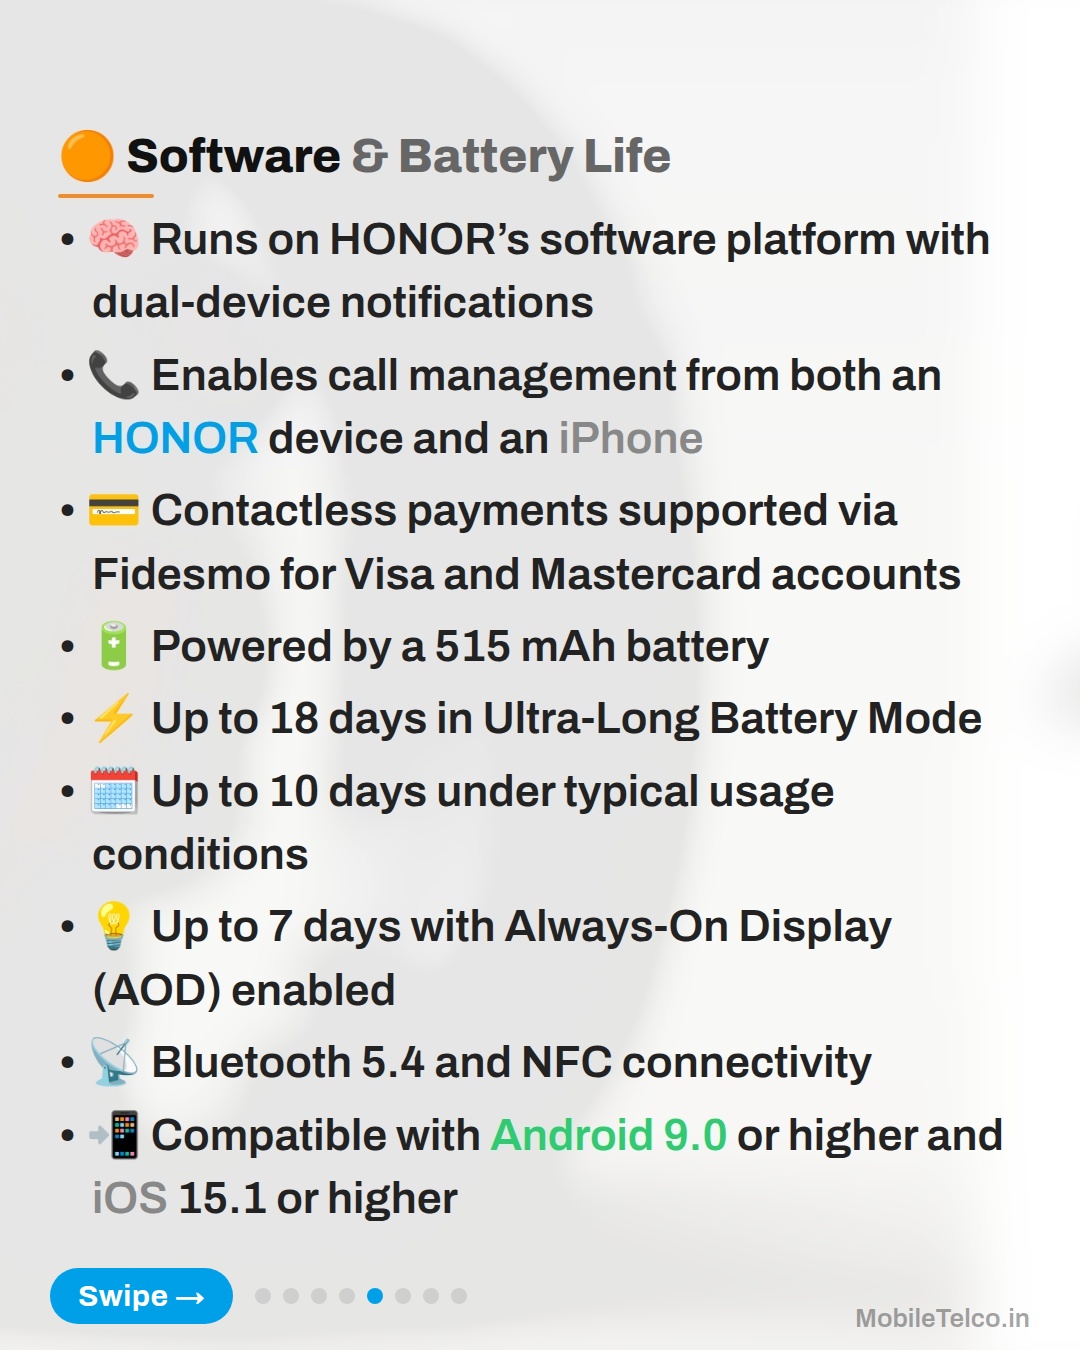 🟠 Software & Battery Life
• 🧠 Runs on HONOR’s software platform with
dual-device notifications
• 📞 Enables call management from both an
HONOR device and an iPhone
• 💳 Contactless payments supported via
Fidesmo for Visa and Mastercard accounts
• 🔋 Powered by a 515 mAh battery
• ⚡ Up to 18 days in Ultra-Long Battery Mode
• 🗓️ Up to 10 days under typical usage
conditions
• 💡 Up to 7 days with Always-On Display
(AOD) enabled
• 📡 Bluetooth 5.4 and NFC connectivity
• 📲 Compatible with Android 9.0 or higher and
iOS 15.1 or higher
Swipe →
MobileTelco.in